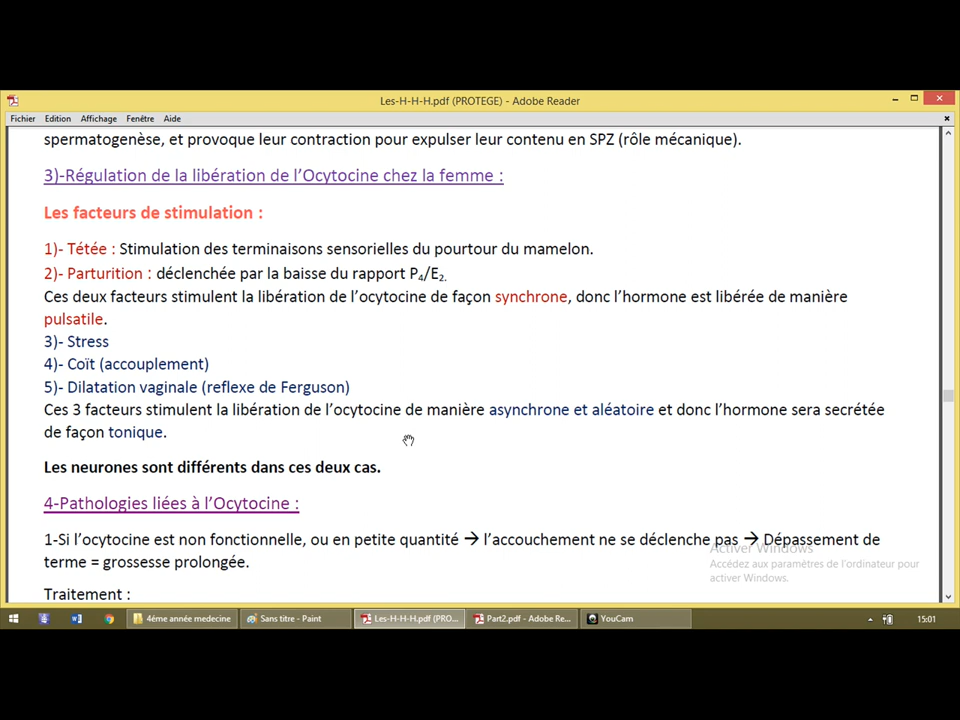 Les-H-H-H.pdf (PROTEGE) - Adobe Reader
Fichier Edition Affichage Fenêtre Aide
spermatogenèse, et provoque leur contraction pour expulser leur contenu en SPZ (rôle mécanique).
3)-Régulation de la libération de l'Ocytocine chez la femme :
Les facteurs de stimulation :
1)- Tétée : Stimulation des terminaisons sensorielles du pourtour du mamelon.
2)- Parturition : déclenchée par la baisse du rapport P₄/E₂.
Ces deux facteurs stimulent la libération de l'ocytocine de façon synchrone, donc l'hormone est libérée de manière
pulsatile.
3)- Stress
4)- Coït (accouplement)
5)- Dilatation vaginale (reflexe de Ferguson)
Ces 3 facteurs stimulent la libération de l'ocytocine de manière asynchrone et aléatoire et donc l'hormone sera secrétée
de façon tonique.
Les neurones sont différents dans ces deux cas.
4-Pathologies liées à l'Ocytocine :
1-Si l'ocytocine est non fonctionnelle, ou en petite quantité → l'accouchement ne se déclenche pas → Dépassement de
terme = grossesse prolongée.
Activer Windows
Accédez aux paramètres de l'ordinateur pour
activer Windows.
Traitement :
4éme année medecine Sans titre - Paint Les-H-H-H.pdf (PRO... Part2.pdf - Adobe Re... YouCam 15:01